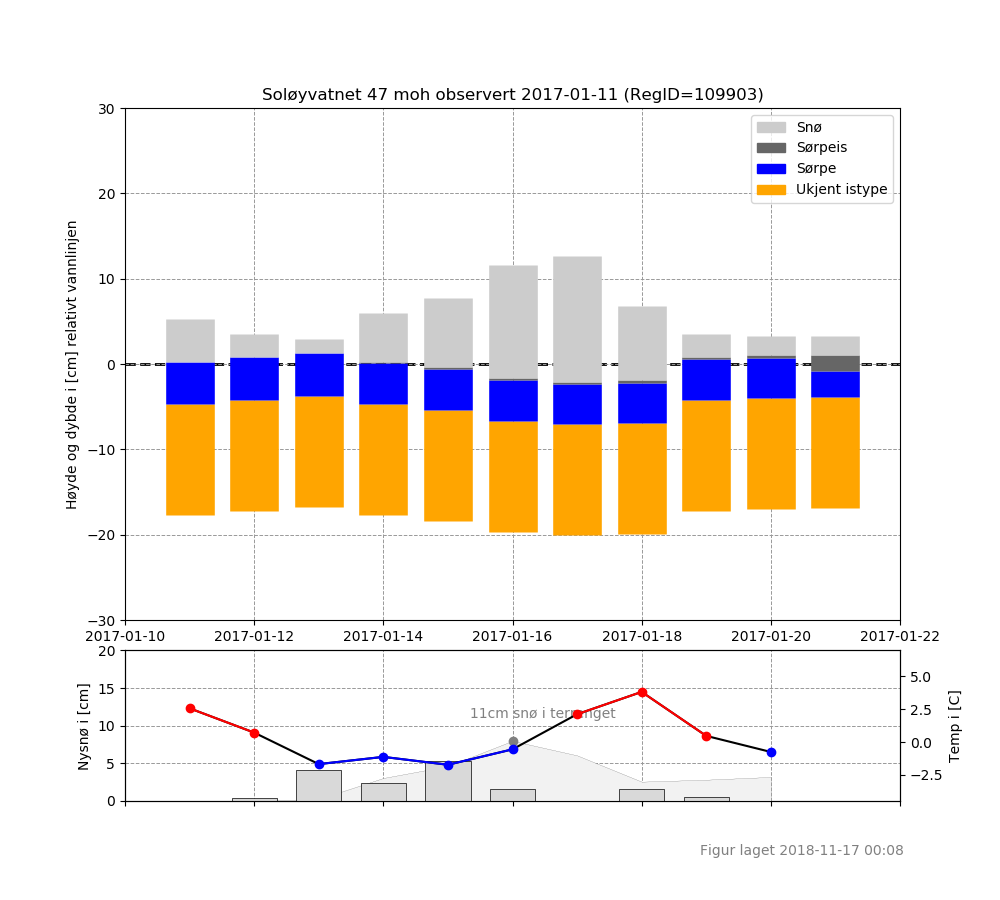 Soløyvatnet 47 moh observert 2017-01-11 (RegID=109903)
Høyde og dybde i [cm] relativt vannlinjen
30
20
10
0
−10
−20
−30
Snø
Sørpeis
Sørpe
Ukjent istype
2017-01-10
2017-01-12
2017-01-14
2017-01-16
2017-01-18
2017-01-20
2017-01-22
Nysnø i [cm]
20
15
10
5
0
11cm snø i terrenget
5.0
2.5
0.0
−2.5
Temp i [C]
Figur laget 2018-11-17 00:08